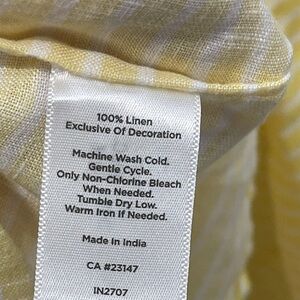 100% Linen
Exclusive Of Decoration
Machine Wash Cold.
Gentle Cycle.
Only Non-Chlorine Bleach
When Needed.
Tumble Dry Low.
Warm Iron If Needed.
Made in India
CA #23147
IN2707